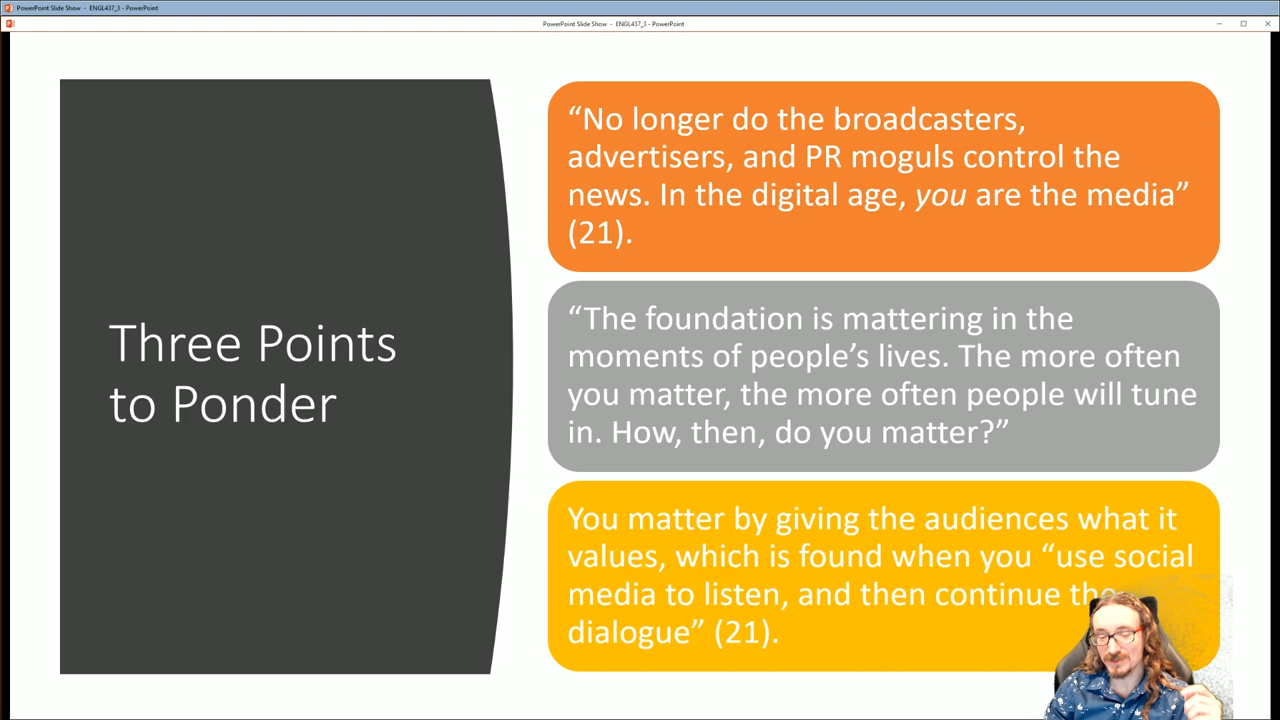 PowerPoint Slide Show - ENGL437_3 - PowerPoint
PowerPoint Slide Show - ENGL437_3 - PowerPoint
Three Points
to Ponder
“No longer do the broadcasters,
advertisers, and PR moguls control the
news. In the digital age, you are the media”
(21).
“The foundation is mattering in the
moments of people’s lives. The more often
you matter, the more often people will tune
in. How, then, do you matter?”
You matter by giving the audiences what it
values, which is found when you “use social
media to listen, and then continue the
dialogue” (21).